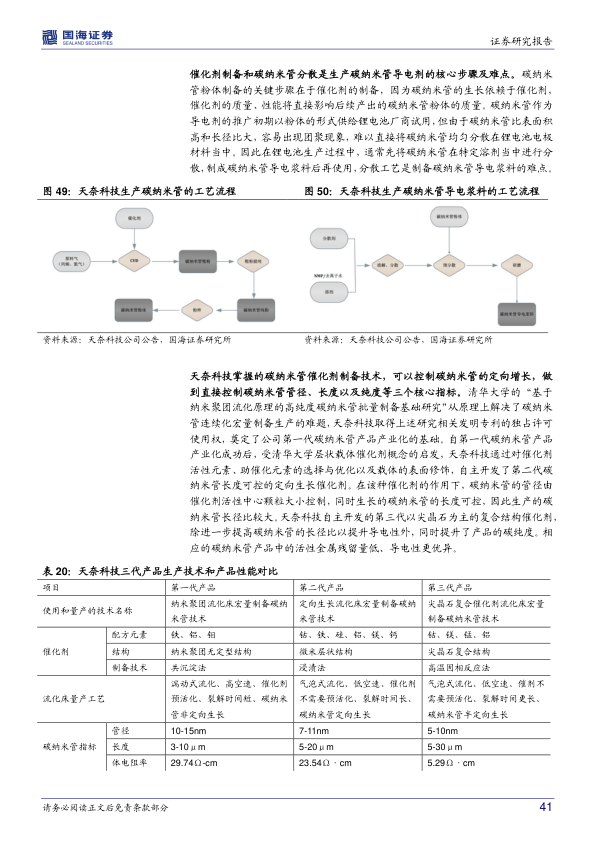 国海证券
SEALAND SECURITIES
证券研究报告
催化剂制备和碳纳米管分散是生产碳纳米管导电剂的核心步骤及难点。碳纳米
管粉体制备的关键步骤在于催化剂的制备，因为碳纳米管的生长依赖于催化剂，
催化剂的质量、性能将直接影响后续产出的碳纳米管粉体的质量。碳纳米管作为
导电剂的推广初期以粉体的形式供给锂电池厂商试用，但由于碳纳米管比表面积
高和长径比大，容易出现团聚现象，难以直接将碳纳米管均匀分散在锂电池电极
材料当中。因此在锂电池生产过程中，通常先将碳纳米管在特定溶剂当中进行分
散，制成碳纳米管导电浆料后再使用，分散工艺是制备碳纳米管导电浆料的难点。
图 49：天奈科技生产碳纳米管的工艺流程
图 50：天奈科技生产碳纳米管导电浆料的工艺流程
催化剂
原料气
（丙烯、氮气）
CVD
碳纳米管粗粉
粗粉提纯
碳纳米管纯粉
粉碎
碳纳米管粉体
碳纳米管粉体
分散剂
NMP/去离子水
溶解、分散
预分散
研磨
碳纳米管导电浆料
资料来源：天奈科技公司公告，国海证券研究所
资料来源：天奈科技公司公告，国海证券研究所
天奈科技掌握的碳纳米管催化剂制备技术，可以控制碳纳米管的定向增长，做
到直接控制碳纳米管管径、长度以及纯度等三个核心指标。清华大学的“基于
纳米聚团流化原理的高纯度碳纳米管批量制备基础研究”从原理上解决了碳纳米
管连续化宏量制备生产的难题，天奈科技取得上述研究相关发明专利的独占许可
使用权，奠定了公司第一代碳纳米管产品产业化的基础。自第一代碳纳米管产品
产业化成功后，受清华大学层状载体催化剂概念的启发，天奈科技通过对催化剂
活性元素、助催化元素的选择与优化以及载体的表面修饰，自主开发了第二代碳
纳米管长度可控的定向生长催化剂。在该种催化剂的作用下，碳纳米管的管径由
催化剂活性中心颗粒大小控制，同时生长的碳纳米管的长度可控，因此生产的碳
纳米管长径比较大。天奈科技自主开发的第三代以尖晶石为主的复合结构催化剂，
除进一步提高碳纳米管的长径比以提升导电性外，同时提升了产品的碳纯度。相
应的碳纳米管产品中的活性金属残留量低、导电性更优异。
表 20：天奈科技三代产品生产技术和产品性能对比
项目 第一代产品 第二代产品 第三代产品
使用和量产的技术名称 纳米聚团流化床宏量制备碳纳米管技术 定向生长流化床宏量制备碳纳米管技术 尖晶石复合催化剂流化床宏量制备碳纳米管技术
催化剂 配方元素 铁、铝、钼 钴、铁、硅、铝、镁、钙 钴、镁、锰、铝
结构 纳米聚团无定型结构 微米层状结构 尖晶石复合结构
制备技术 共沉淀法 浸渍法 高温固相反应法
流化床量产工艺 湍动式流化、高空速、催化剂预活化、裂解时间短、碳纳米管非定向生长 气泡式流化、低空速、催化剂不需要预活化、裂解时间长、碳纳米管定向生长 气泡式流化、低空速、催剂不需要预活化、裂解时间更长、碳纳米管半定向生长
碳纳米管指标 管径 10-15nm 7-11nm 5-10nm
长度 3-10μm 5-20μm 5-30μm
体电阻率 29.74Ω-cm 23.54Ω·cm 5.29Ω·cm
请务必阅读正文后免责条款部分
41